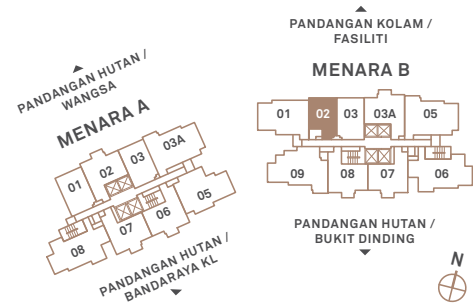 PANDANGAN HUTAN /
WANGSA
MENARA A
01
02
03
03A
05
06
07
08
PANDANGAN HUTAN /
BANDARAYA KL
PANDANGAN KOLAM /
FASILITI
MENARA B
01
02
03
03A
05
09
08
07
06
PANDANGAN HUTAN /
BUKIT DINDING
N